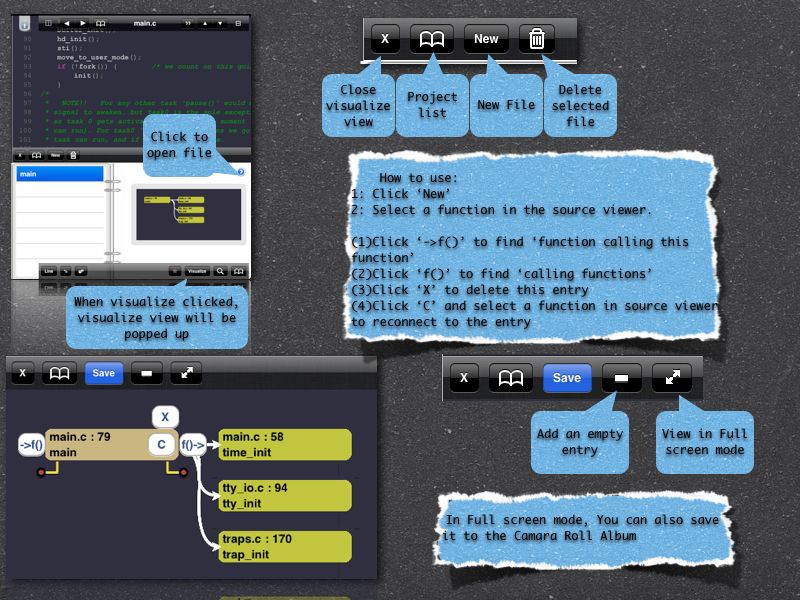 main.c
90 hd_init();
91 sti();
92 move_to_user_mode();
93 if (!fork()) { /* we count on this goi
94 init();
95 }
96 /*
97 * NOTE!! For any other task 'pause()' would
98 * signal to awaken, but task0 is the sole excep
99 * as task 0 gets activ moment
100 * can run). For task0 ns we go
101 * task can run, and if
Click to
open file
X New
main
Line Visualize
When visualize clicked,
visualize view will be
popped up
X New
Close
visualize
view
Project
list
New File
Delete
selected
file
How to use:
1: Click ‘New’
2: Select a function in the source viewer.
(1)Click ‘->f()’ to find ‘function calling this
function’
(2)Click ‘f()’ to find ‘calling functions’
(3)Click ‘X’ to delete this entry
(4)Click ‘C’ and select a function in source viewer
to reconnect to the entry
X Save
X
->f() main.c : 79 C f()->
main
main.c : 58
time_init
tty_io.c : 94
tty_init
traps.c : 170
trap_init
X Save
Add an empty
entry
View in Full
screen mode
In Full screen mode, You can also save
it to the Camara Roll Album